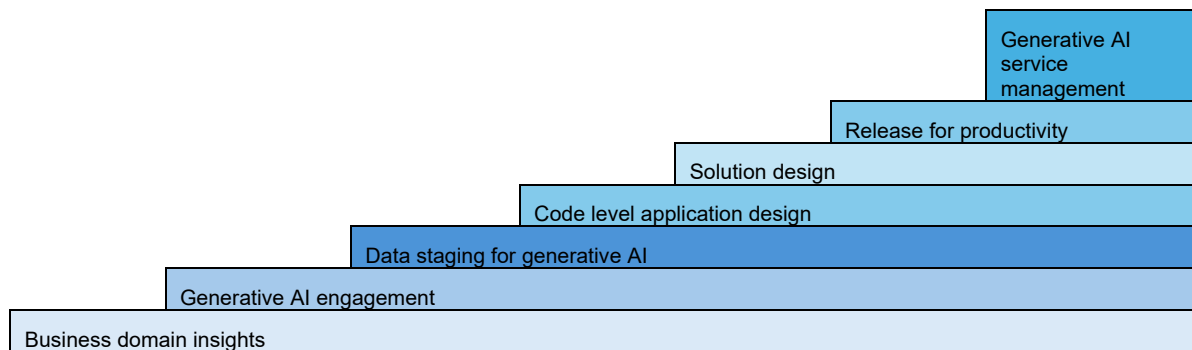 Generative AI
service
management
Release for productivity
Solution design
Code level application design
Data staging for generative AI
Generative AI engagement
Business domain insights